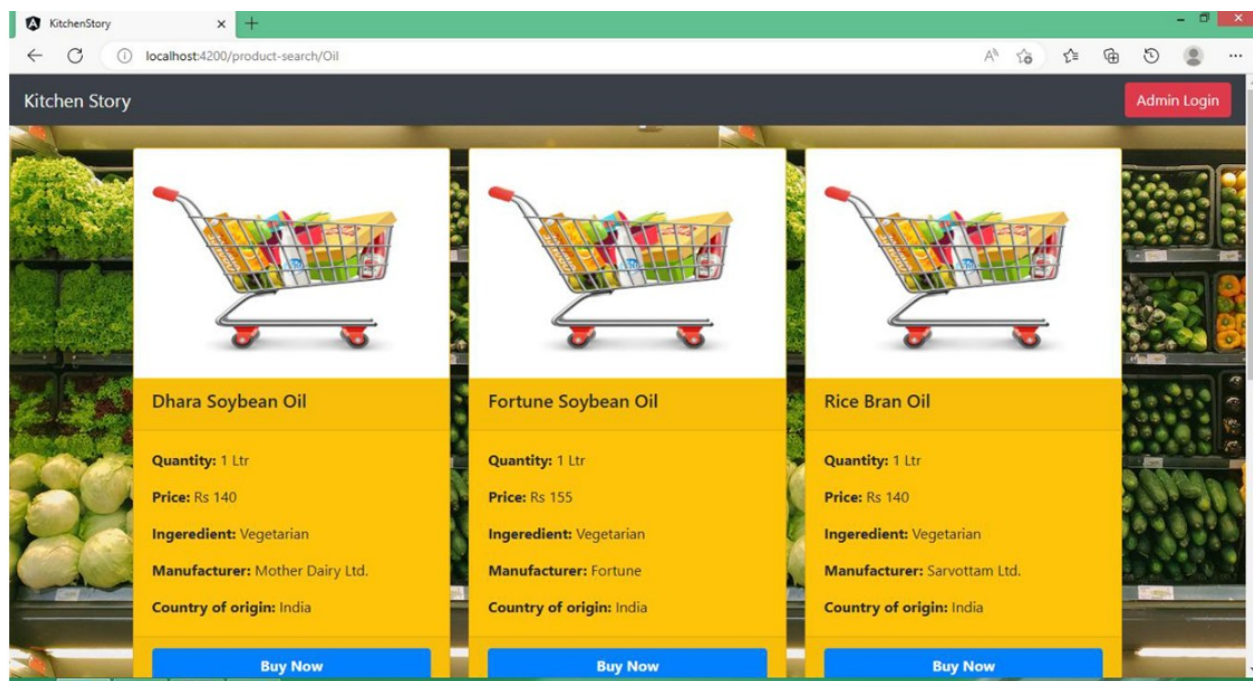 KitchenStory
localhost:4200/product-search/Oil
Kitchen Story
Admin Login
Dhara Soybean Oil
Quantity: 1 Ltr
Price: Rs 140
Ingeredient: Vegetarian
Manufacturer: Mother Dairy Ltd.
Country of origin: India
Buy Now
Fortune Soybean Oil
Quantity: 1 Ltr
Price: Rs 155
Ingeredient: Vegetarian
Manufacturer: Fortune
Country of origin: India
Buy Now
Rice Bran Oil
Quantity: 1 Ltr
Price: Rs 140
Ingeredient: Vegetarian
Manufacturer: Sarvottam Ltd.
Country of origin: India
Buy Now